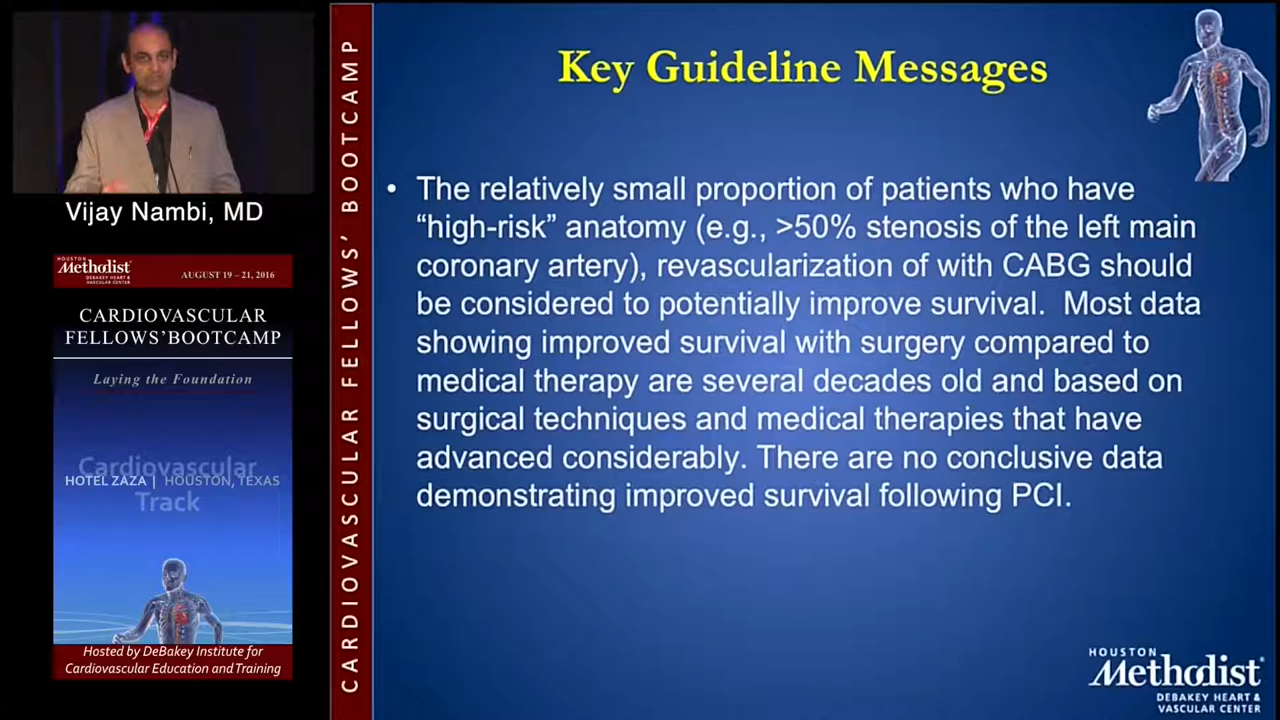 Vijay Nambi, MD
HOUSTON
Methodist
DEBAKEY HEART &
VASCULAR CENTER
AUGUST 19 – 21, 2016
CARDIOVASCULAR
FELLOWS’BOOTCAMP
Laying the Foundation
Cardiovascular
HOTEL ZAZA | HOUSTON, TEXAS
Track
Hosted by DeBakey Institute for
Cardiovascular Education and Training
CARDIOVASCULAR FELLOWS’ BOOTCAMP
Key Guideline Messages
• The relatively small proportion of patients who have
“high-risk” anatomy (e.g., >50% stenosis of the left main
coronary artery), revascularization of with CABG should
be considered to potentially improve survival. Most data
showing improved survival with surgery compared to
medical therapy are several decades old and based on
surgical techniques and medical therapies that have
advanced considerably. There are no conclusive data
demonstrating improved survival following PCI.
HOUSTON
Methodist
DEBAKEY HEART &
VASCULAR CENTER